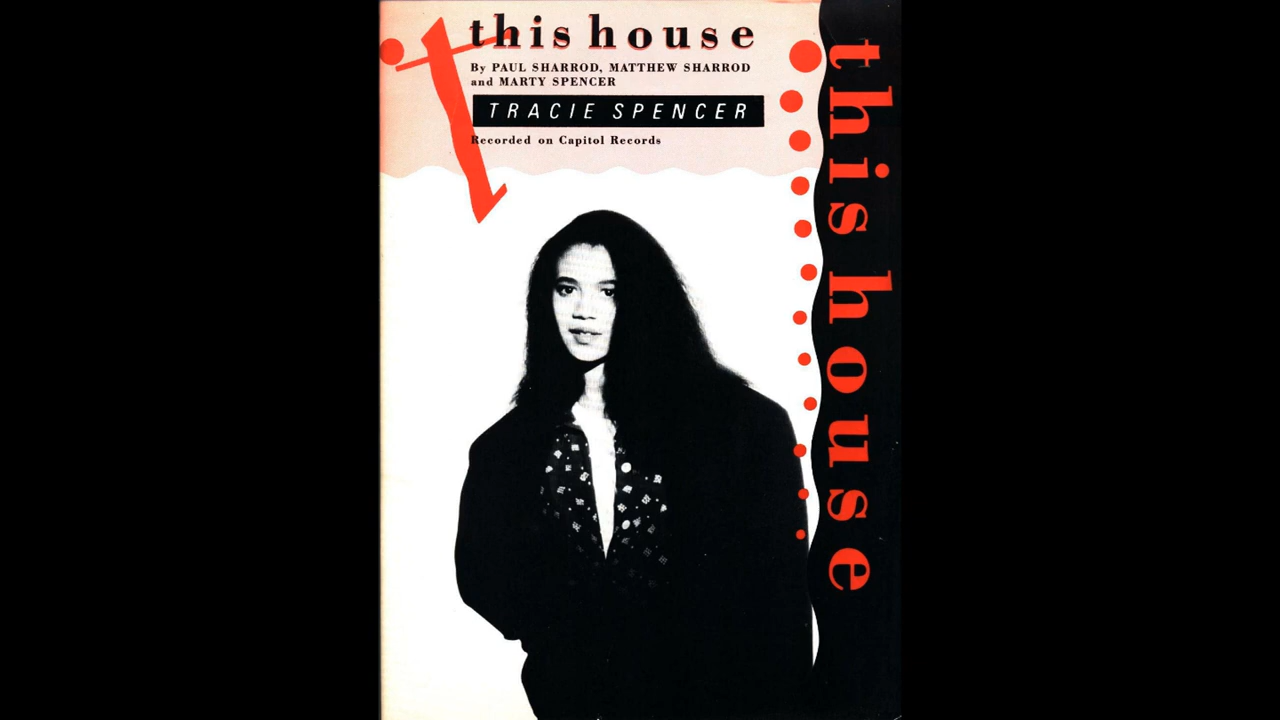 this house
By PAUL SHARROD, MATTHEW SHARROD
and MARTY SPENCER
TRACIE SPENCER
Recorded on Capitol Records
this house